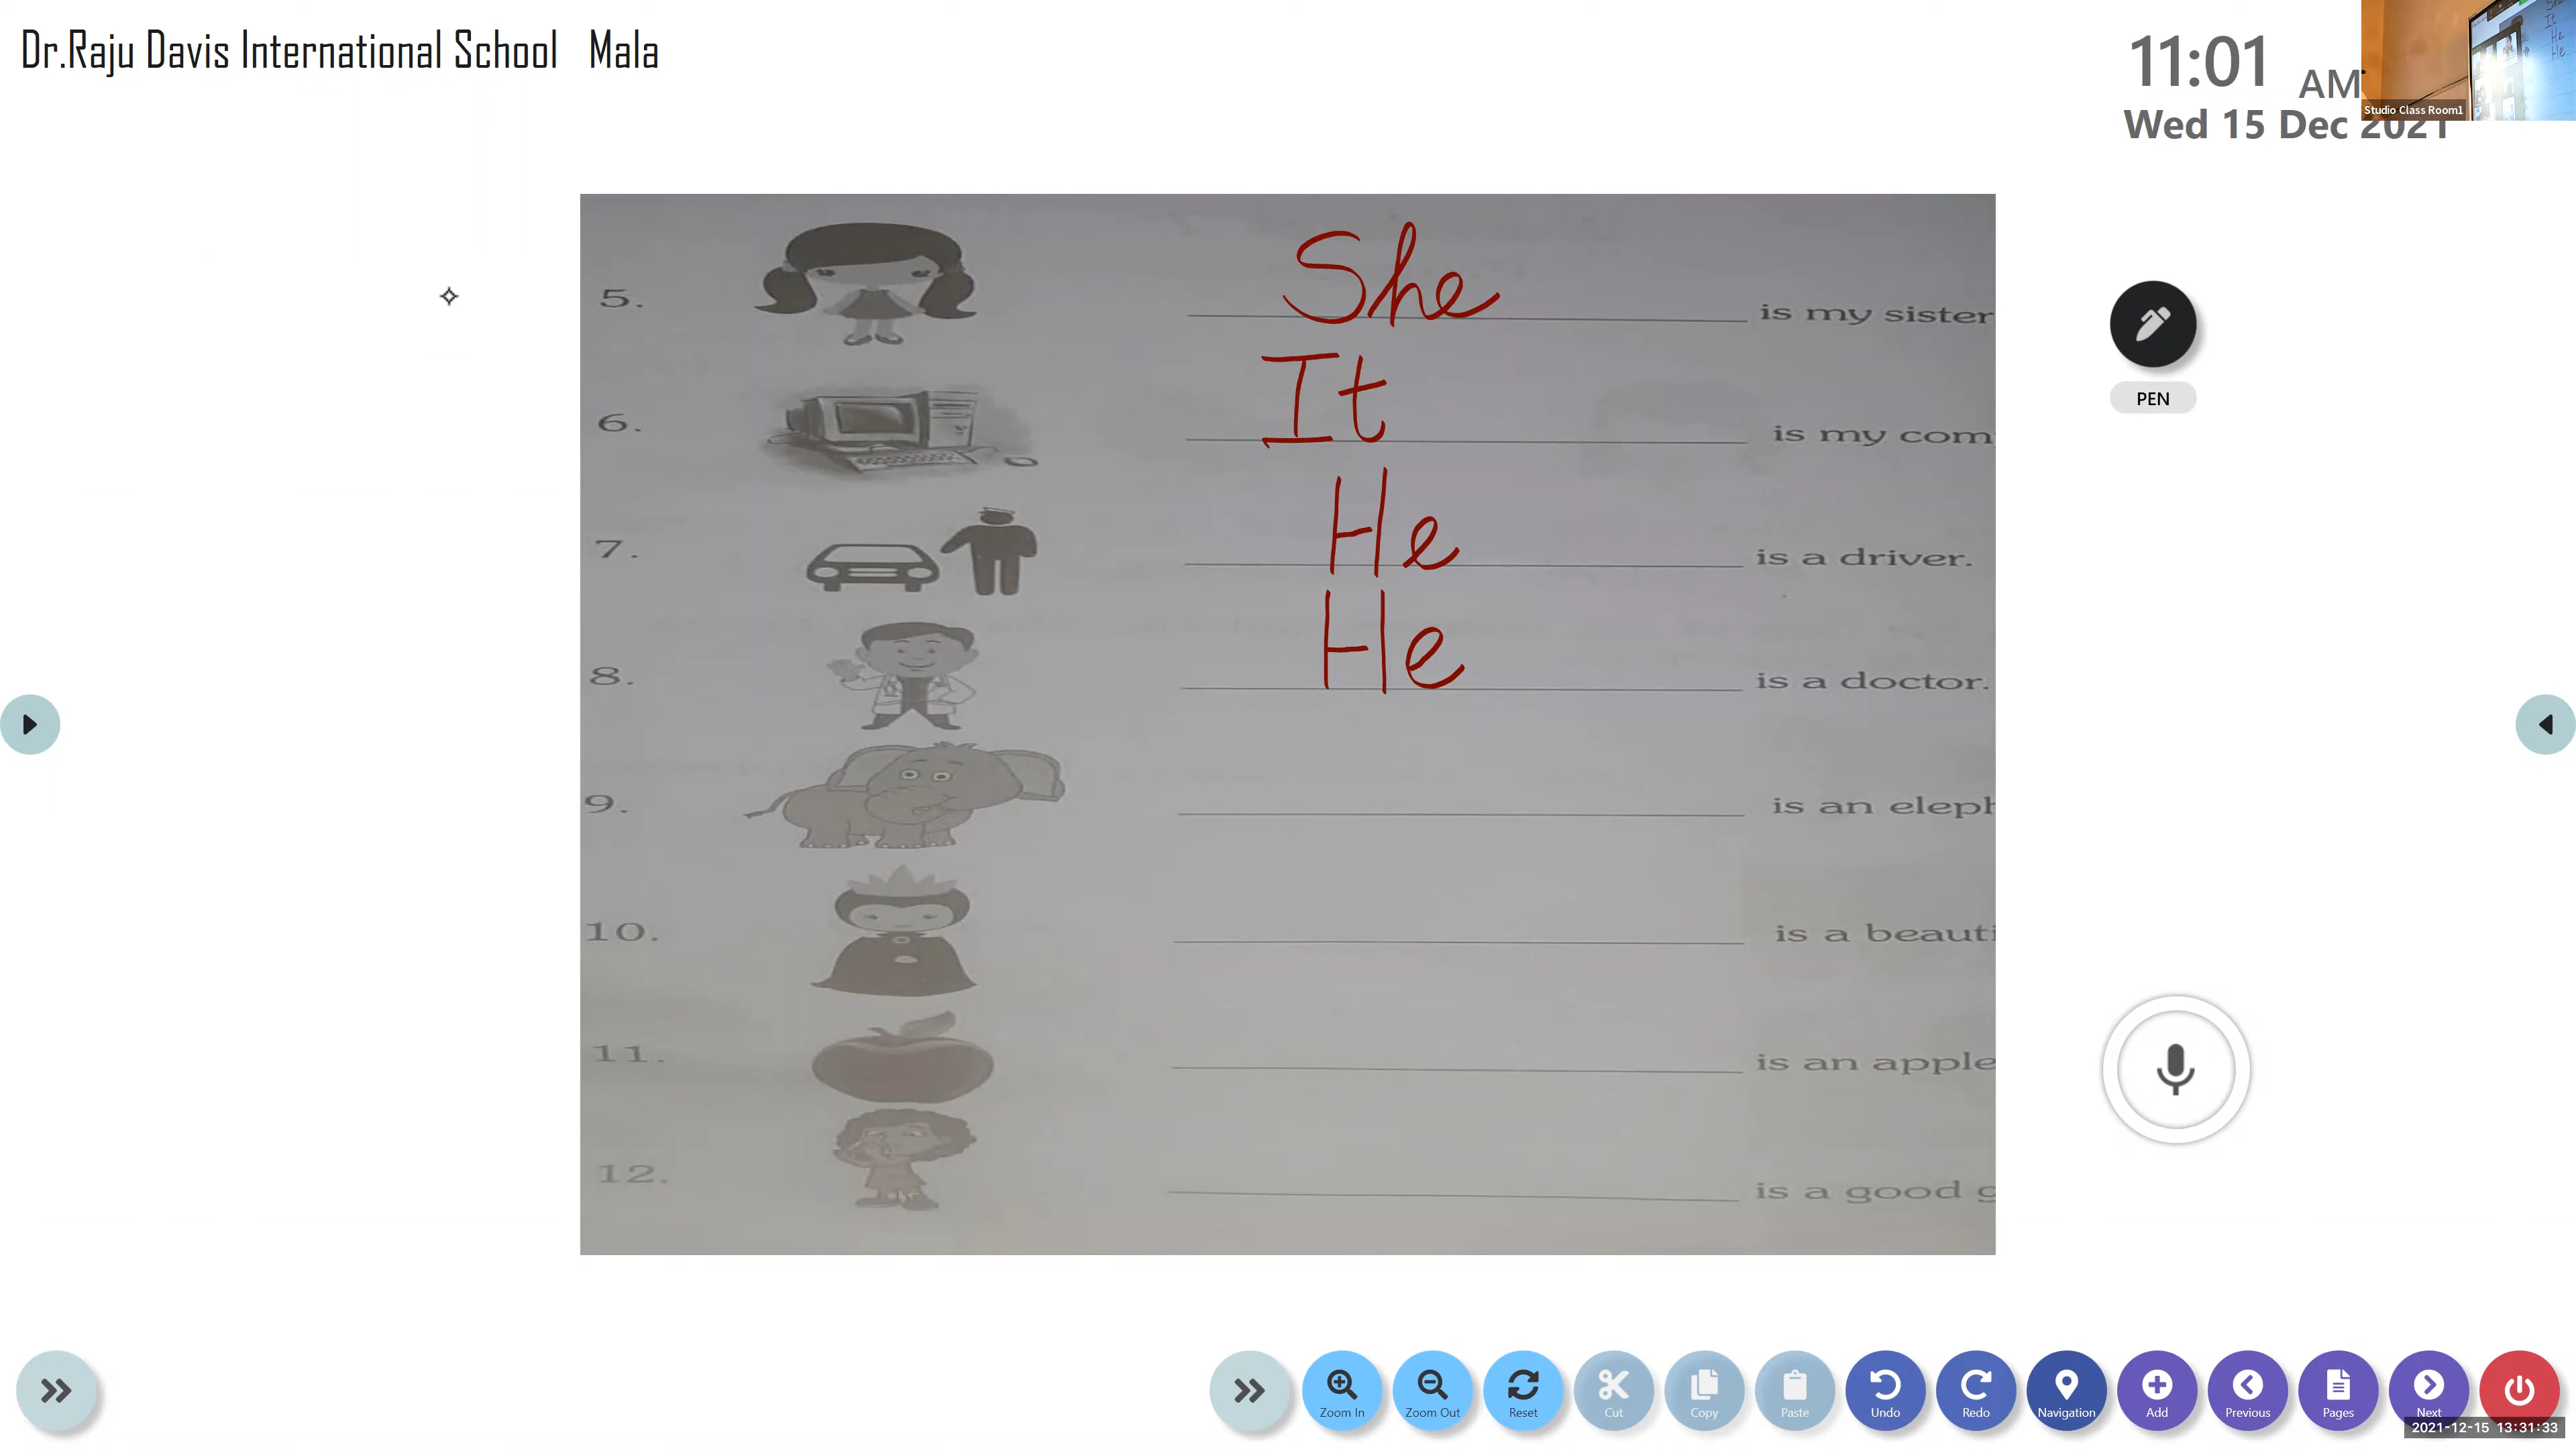 Dr.Raju Davis International School Mala
11:01 AM
Wed 15 Dec 2021
Studio Class Room1
5. She is my sister
6. It is my com
7. He is a driver.
8. He is a doctor.
9. is an eleph
10. is a beauti
11. is an apple
12. is a good
PEN
Zoom In
Zoom Out
Reset
Cut
Copy
Paste
Undo
Redo
Navigation
Add
Previous
Pages
Next
2021-12-15 13:31:33